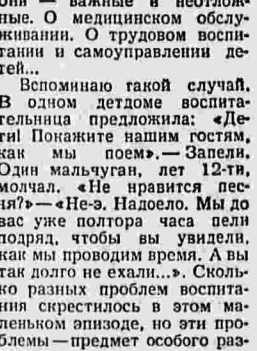 они — важные и неотлож-
ные. О медицинском обслу-
живании. О трудовом воспи-
тании и самоуправлении де-
тей...
Вспоминаю такой случай.
В одном детдоме воспита-
тельница предложила: «Де-
ти! Покажите нашим гостям,
как мы поем».— Запели.
Один мальчуган, лет 12-ти,
молчал. «Не нравится пес-
ня?»—«Не-э. Надоело. Мы до
вас уже полтора часа пели
подряд, чтобы вы увидели,
как мы проводим время. А вы
так долго не ехали...». Сколь-
ко разных проблем воспита-
ния скрестилось в этом ма-
леньком эпизоде, но эти про-
блемы—предмет особого раз-